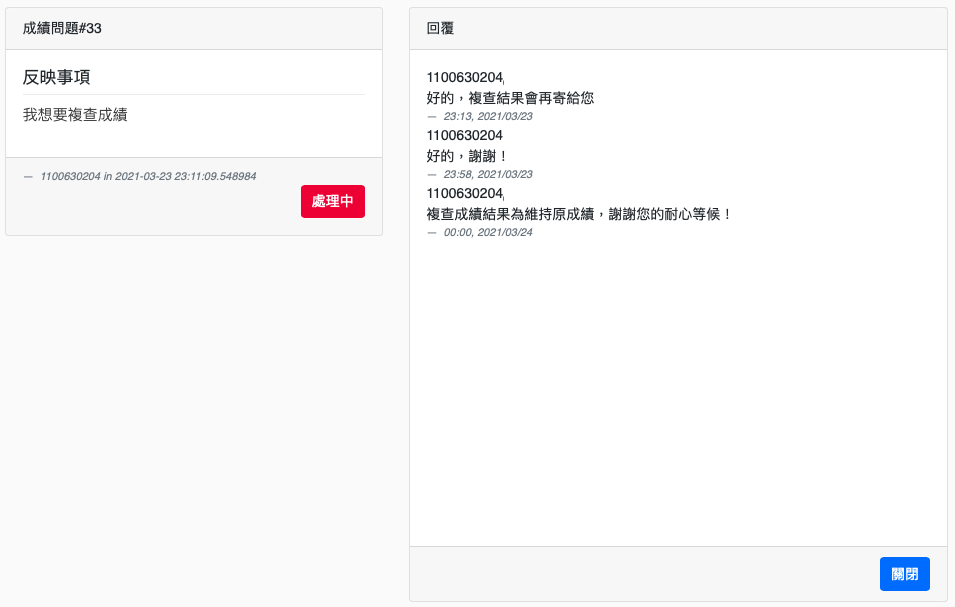 成績問題#33
反映事項
我想要複查成績
— 1100630204 in 2021-03-23 23:11:09.548984
處理中
回覆
1100630204
好的，複查結果會再寄給您
— 23:13, 2021/03/23
1100630204
好的，謝謝！
— 23:58, 2021/03/23
1100630204
複查成績結果為維持原成績，謝謝您的耐心等候！
— 00:00, 2021/03/24
關閉